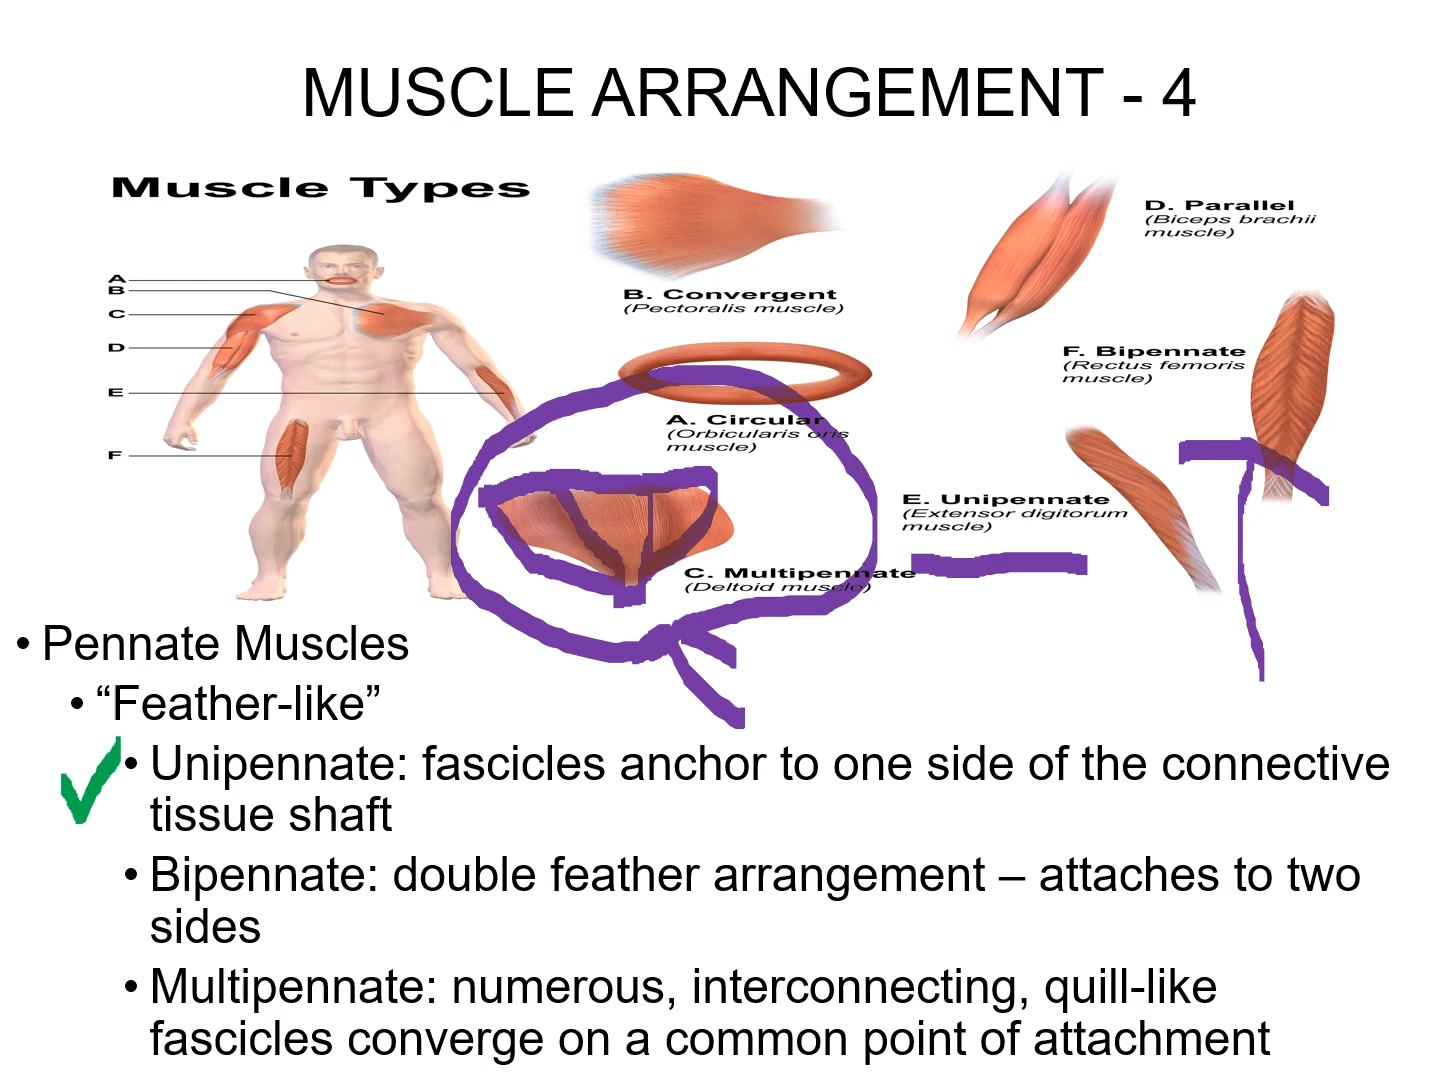 MUSCLE ARRANGEMENT - 4
Muscle Types
A
B
C
D
E
F
B. Convergent
(Pectoralis muscle)
D. Parallel
(Biceps brachii
muscle)
A. Circular
(Orbicularis oris
muscle)
F. Bipennate
(Rectus femoris
muscle)
E. Unipennate
(Extensor digitorum
muscle)
C. Multipennate
(Deltoid muscle)
• Pennate Muscles
• “Feather-like”
• Unipennate: fascicles anchor to one side of the connective
tissue shaft
• Bipennate: double feather arrangement – attaches to two
sides
• Multipennate: numerous, interconnecting, quill-like
fascicles converge on a common point of attachment